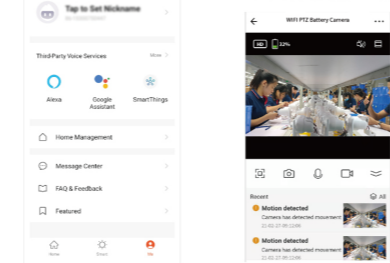 Tap to Set Nickname
Third-Party Voice Services
More
Alexa
Google
Assistant
SmartThings
Home Management
Message Center
FAQ & Feedback
Featured
Home
Smart
Me
WIFI PTZ Battery Camera
HD
32%
Recent
All
Motion detected
Camera has detected movement
Motion detected
Camera has detected movement